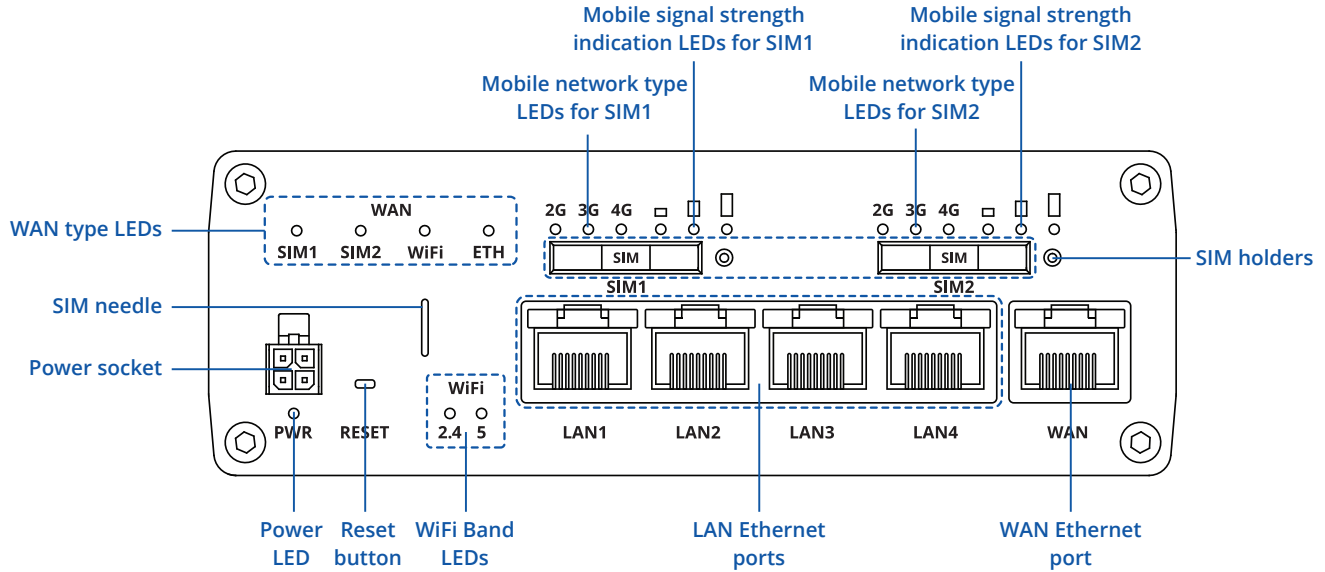 Mobile signal strength
indication LEDs for SIM1
Mobile signal strength
indication LEDs for SIM2
Mobile network type
LEDs for SIM1
Mobile network type
LEDs for SIM2
WAN type LEDs
WAN
SIM1 SIM2 WiFi ETH
2G 3G 4G
SIM
SIM1
2G 3G 4G
SIM
SIM2
SIM holders
SIM needle
Power socket
PWR
RESET
WiFi
2.4 5
LAN1
LAN2
LAN3
LAN4
WAN
Power
LED
Reset
button
WiFi Band
LEDs
LAN Ethernet
ports
WAN Ethernet
port